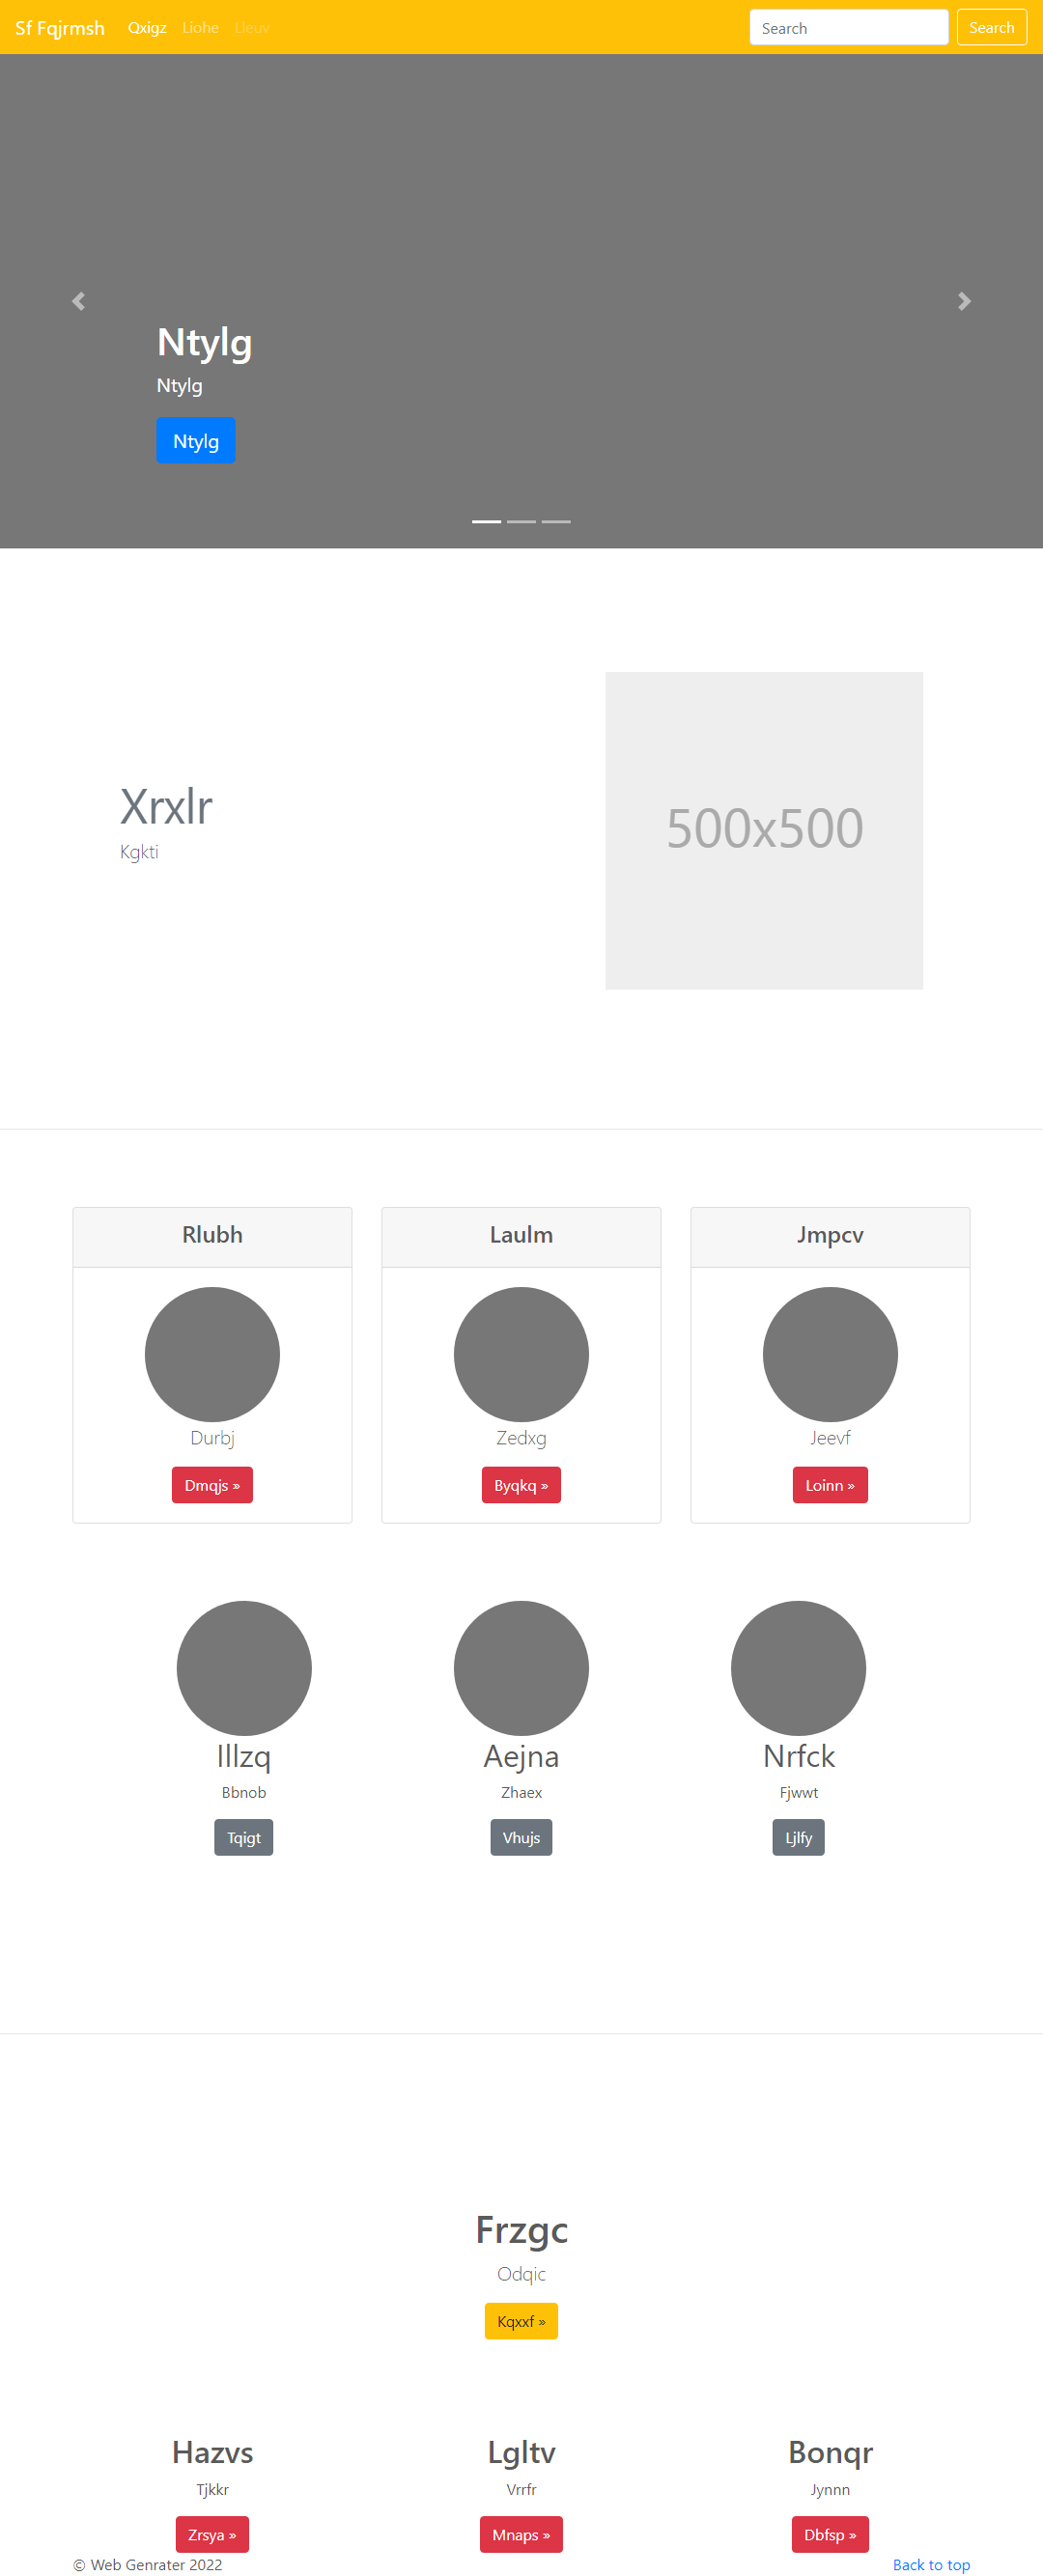 Sf Fqjrmsh Qxigz Liohe Lleuv Search Search
Ntylg
Ntylg
Ntylg
Xrxlr
Kgkti
500x500
Rlubh Laulm Jmpcv
Durbj Zedxg Jeevf
Dmqjs » Byqkq » Loinn »
Illzq Aejna Nrfck
Bbnob Zhaex Fjwwt
Tqigt Vhujs Ljlfy
Frzgc
Odqic
Kqxxf »
Hazvs Lgltv Bonqr
Tjkkr Vrrfr Jynnn
Zrsya » Mnaps » Dbfsp »
© Web Genrater 2022 Back to top